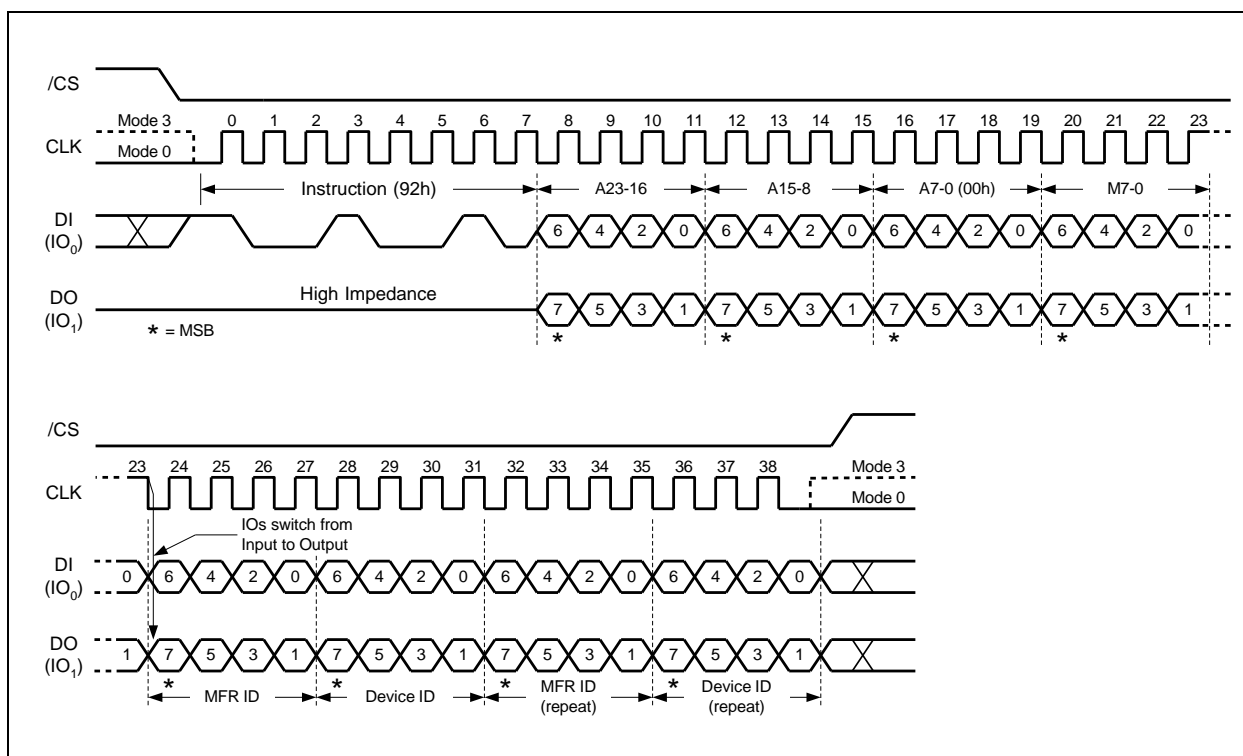 /CS
Mode 3 0 1 2 3 4 5 6 7 8 9 10 11 12 13 14 15 16 17 18 19 20 21 22 23
CLK Mode 0
Instruction (92h) A23-16 A15-8 A7-0 (00h) M7-0
DI
(IO0) 6 4 2 0 6 4 2 0 6 4 2 0 6 4 2 0
DO High Impedance
(IO1) 7 5 3 1 7 5 3 1 7 5 3 1 7 5 3 1
* = MSB * * * *
/CS
23 24 25 26 27 28 29 30 31 32 33 34 35 36 37 38 Mode 3
CLK Mode 0
IOs switch from
Input to Output
DI
(IO0) 0 6 4 2 0 6 4 2 0 6 4 2 0 6 4 2 0
DO
(IO1) 1 7 5 3 1 7 5 3 1 7 5 3 1 7 5 3 1
* * * *
MFR ID Device ID MFR ID Device ID
(repeat) (repeat)